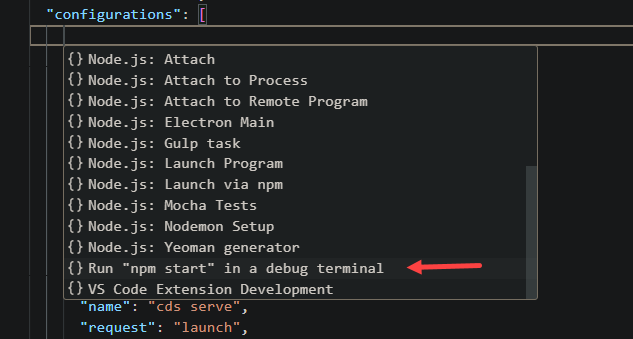 "configurations": [
{} Node.js: Attach
{} Node.js: Attach to Process
{} Node.js: Attach to Remote Program
{} Node.js: Electron Main
{} Node.js: Gulp task
{} Node.js: Launch Program
{} Node.js: Launch via npm
{} Node.js: Mocha Tests
{} Node.js: Nodemon Setup
{} Node.js: Yeoman generator
{} Run "npm start" in a debug terminal
{} VS Code Extension Development
"name": "cds serve",
"request": "launch",